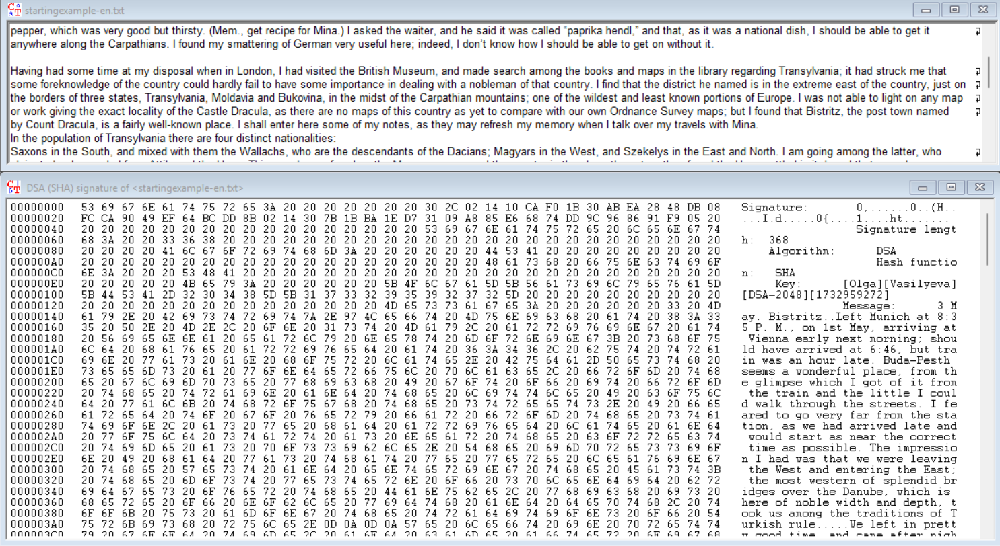 startingexample-en.txt
pepper, which was very good but thirsty. (Mem., get recipe for Mina.) I asked the waiter, and he said it was called “paprika hendl,” and that, as it was a national dish, I should be able to get it
anywhere along the Carpathians. I found my smattering of German very useful here; indeed, I don’t know how I should be able to get on without it.
Having had some time at my disposal when in London, I had visited the British Museum, and made search among the books and maps in the library regarding Transylvania; it had struck me that
some foreknowledge of the country could hardly fail to have some importance in dealing with a nobleman of that country. I find that the district he named is in the extreme east of the country, just on
the borders of three states, Transylvania, Moldavia and Bukovina, in the midst of the Carpathian mountains; one of the wildest and least known portions of Europe. I was not able to light on any map
or work giving the exact locality of the Castle Dracula, as there are no maps of this country as yet to compare with our own Ordnance Survey maps; but I found that Bistritz, the post town named
by Count Dracula, is a fairly well-known place. I shall enter here some of my notes, as they may refresh my memory when I talk over my travels with Mina.
In the population of Transylvania there are four distinct nationalities:
Saxons in the South, and mixed with them the Wallachs, who are the descendants of the Dacians; Magyars in the West, and Szekelys in the East and North. I am going among the latter, who
DSA (SHA) signature of <startingexample-en.txt>
00000000 53 69 67 6E 61 74 75 72 65 3A 20 20 20 20 20 20 20 30 2C 02 14 10 CA F0 1B 30 AB EA 28 48 DB 08 Signature:       0,.......0..(H..
00000020 FC CA 90 49 EF 64 BC DD 8B 02 14 30 7B 1B BA 1E D7 31 09 A8 85 E6 68 74 DD 9C 96 86 91 F9 05 20 ...I.d.....0{....1....ht.......
00000040 20 20 20 20 20 20 20 20 20 20 20 20 20 20 20 20 20 53 69 67 6E 61 74 75 72 65 20 6C 65 6E 67 74 Signature lengt
00000060 68 3A 20 20 33 36 38 20 20 20 20 20 20 20 20 20 20 20 20 20 20 20 20 20 20 20 20 20 20 20 20 20 h:  368
00000080 20 20 20 20 41 6C 67 6F 72 69 74 68 6D 3A 20 20 20 20 20 20 44 53 41 20 20 20 20 20 20 20 20 20 Algorithm:      DSA
000000A0 20 20 20 20 20 20 20 20 20 20 20 20 20 20 20 20 20 20 20 20 48 61 73 68 20 66 75 6E 63 74 69 6F Hash functio
000000C0 6E 3A 20 20 20 53 48 41 20 20 20 20 20 20 20 20 20 20 20 20 20 20 20 20 20 20 20 20 20 20 20 20 n:   SHA
000000E0 20 20 20 20 4B 65 79 3A 20 20 20 20 20 20 5B 4F 6C 67 61 5D 5B 56 61 73 69 6C 79 65 76 61 5D Key:      [Olga][Vasilyeva]
00000100 5B 44 53 41 2D 32 30 34 38 5D 5B 31 37 33 32 39 35 39 32 37 32 5D 20 20 20 20 20 20 20 20 20 20 [DSA-2048][1732959272]
00000120 20 20 20 20 20 20 20 20 20 20 20 20 20 20 20 4D 65 73 73 61 67 65 3A 20 20 20 20 20 20 33 20 4D Message:      3 M
00000140 61 79 2E 20 42 69 73 74 72 69 74 7A 2E 97 4C 65 66 74 20 4D 75 6E 69 63 68 20 61 74 20 38 3A 33 ay. Bistritz..Left Munich at 8:3
00000160 35 20 50 2E 20 4D 2E 2C 20 6F 6E 20 31 73 74 20 4D 61 79 2C 20 61 72 72 69 76 69 6E 67 20 61 74 5 P. M., on 1st May, arriving at
00000180 20 56 69 65 6E 6E 61 20 65 61 72 6C 79 20 6E 65 78 74 20 6D 6F 72 6E 69 6E 67 3B 20 73 68 6F 75 Vienna early next morning; shou
000001A0 6C 64 20 68 61 76 65 20 61 72 72 69 76 65 64 20 61 74 20 36 3A 34 36 2C 20 62 75 74 20 74 72 61 ld have arrived at 6:46, but tra
000001C0 69 6E 20 77 61 73 20 61 6E 20 68 6F 75 72 20 6C 61 74 65 2E 20 42 75 64 61 2D 50 65 73 74 68 20 in was an hour late. Buda-Pesth
000001E0 73 65 65 6D 73 20 61 20 77 6F 6E 64 65 72 66 75 6C 20 70 6C 61 63 65 2C 20 66 72 6F 6D 20 74 68 seems a wonderful place, from th
00000200 65 20 67 6C 69 6D 70 73 65 20 77 68 69 63 68 20 49 20 67 6F 74 20 6F 66 20 69 74 20 66 72 6F 6D e glimpse which I got of it from
00000220 20 74 68 65 20 74 72 61 69 6E 20 61 6E 64 20 74 68 65 20 6C 69 74 74 6C 65 20 49 20 63 6F 75 6C the train and the little I coul
00000240 64 20 77 61 6C 6B 20 74 68 72 6F 75 67 68 20 74 68 65 20 73 74 72 65 65 74 73 2E 20 49 20 66 65 d walk through the streets. I fe
00000260 61 72 65 64 20 74 6F 20 67 6F 20 76 65 72 79 20 66 61 72 20 66 72 6F 6D 20 74 68 65 20 73 74 61 ared to go very far from the sta
00000280 74 69 6F 6E 2C 20 61 73 20 77 65 20 68 61 64 20 61 72 72 69 76 65 64 20 6C 61 74 65 20 61 6E 64 tion, as we had arrived late and
000002A0 20 77 6F 75 6C 64 20 73 74 61 72 74 20 61 73 20 6E 65 61 72 20 74 68 65 20 63 6F 72 72 65 63 74 would start as near the correct
000002C0 20 74 69 6D 65 20 61 73 20 70 6F 73 73 69 62 6C 65 2E 20 54 68 65 20 69 6D 70 72 65 73 73 69 6F time as possible. The impressio
000002E0 6E 20 49 20 68 61 64 20 77 61 73 20 74 68 61 74 20 77 65 20 77 65 72 65 20 6C 65 61 76 69 6E 67 n I had was that we were leaving
00000300 20 74 68 65 20 57 65 73 74 20 61 6E 64 20 65 6E 74 65 72 69 6E 67 20 74 68 65 20 45 61 73 74 3B the West and entering the East;
00000320 20 74 68 65 20 6D 6F 73 74 20 77 65 73 74 65 72 6E 20 6F 66 20 73 70 6C 65 6E 64 69 64 20 62 72 the most western of splendid br
00000340 69 64 67 65 73 20 6F 76 65 72 20 74 68 65 20 44 61 6E 75 62 65 2C 20 77 68 69 63 68 20 69 73 20 idges over the Danube, which is
00000360 68 65 72 65 20 6F 66 20 6E 6F 62 6C 65 20 77 69 64 74 68 20 61 6E 64 20 64 65 70 74 68 2C 20 74 here of noble width and depth, t
00000380 6F 6F 6B 20 75 73 20 61 6D 6F 6E 67 20 74 68 65 20 74 72 61 64 69 74 69 6F 6E 73 20 6F 66 20 54 ook us among the traditions of T
000003A0 75 72 6B 69 73 68 20 72 75 6C 65 2E 0D 0A 0D 0A 57 65 20 6C 65 66 74 20 69 6E 20 70 72 65 74 74 urkish rule.....We left in prett
000003C0 79 20 67 6F 6F 64 20 74 69 6D 65 2C 20 61 6E 64 20 63 61 6D 65 20 61 66 74 65 72 20 6E 69 67 68 y good time, and came after nigh